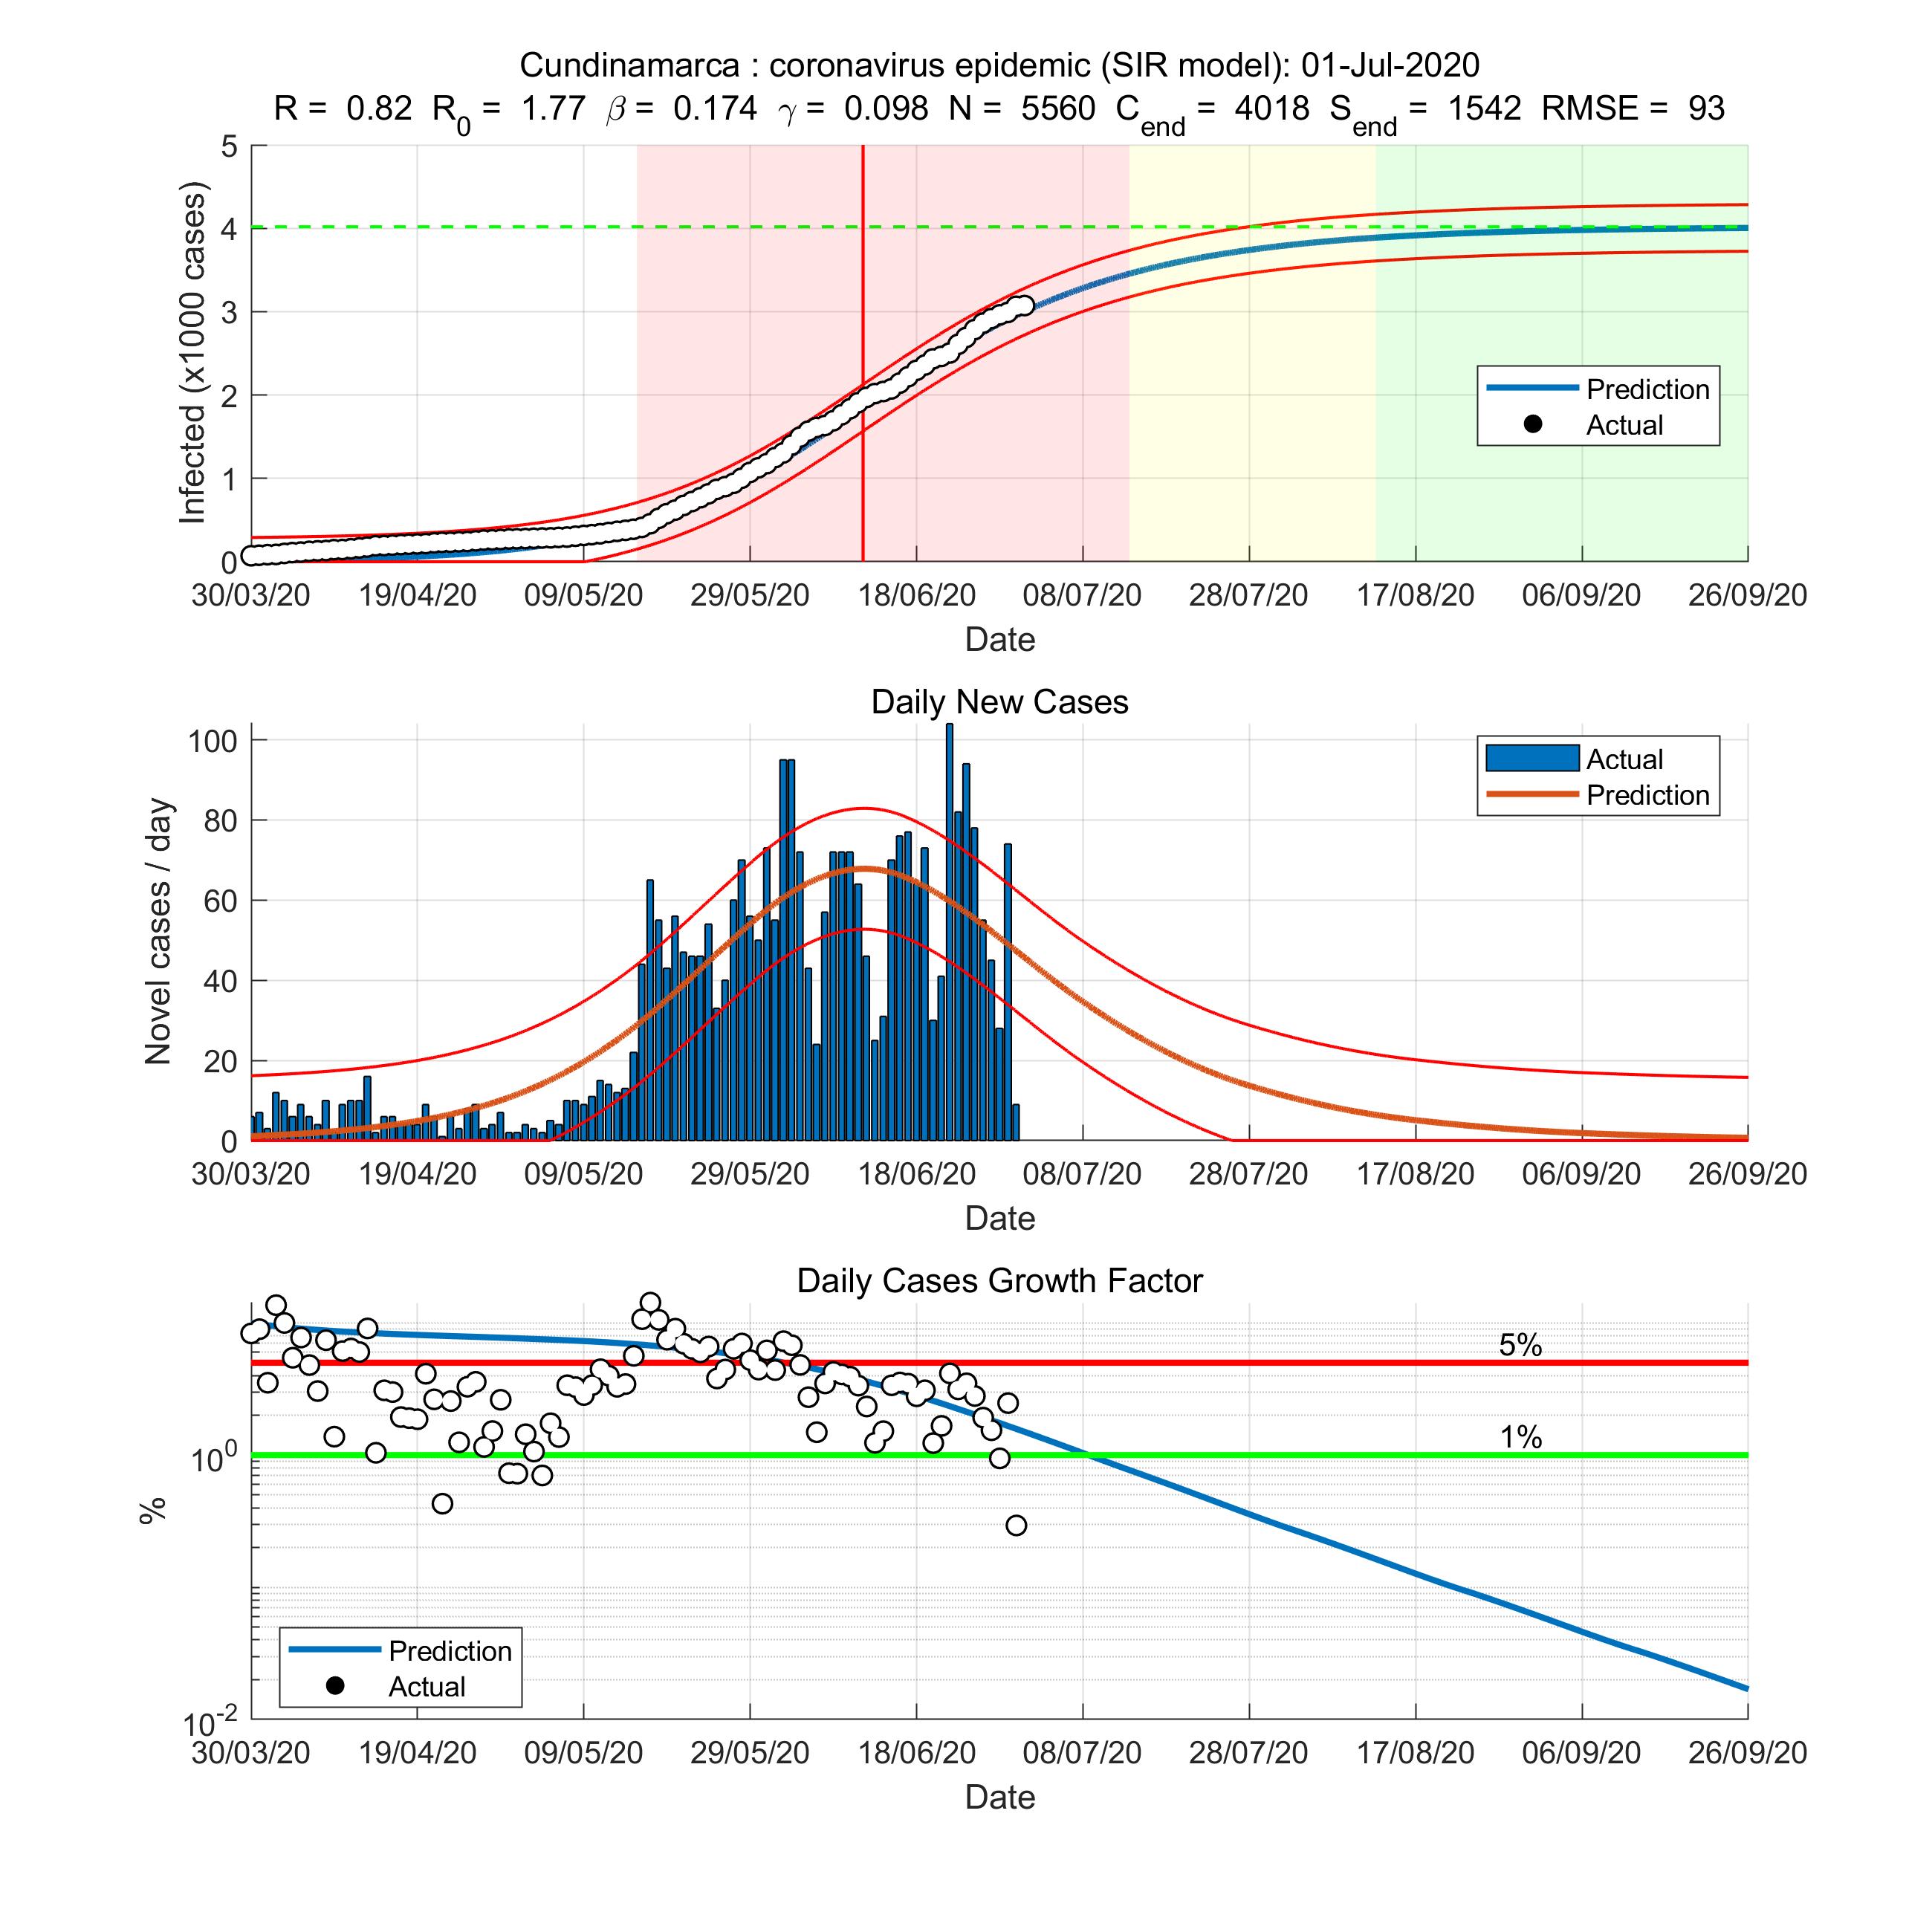 Cundinamarca : coronavirus epidemic (SIR model): 01-Jul-2020
R = 0.82 R0 = 1.77 β = 0.174 γ = 0.098 N = 5560 Cend = 4018 Send = 1542 RMSE = 93
5
4
3
2
1
0
Infected (x1000 cases)
Prediction
Actual
30/03/20 19/04/20 09/05/20 29/05/20 18/06/20 08/07/20 28/07/20 17/08/20 06/09/20 26/09/20
Date
Daily New Cases
100
80
60
40
20
0
Novel cases / day
Actual
Prediction
30/03/20 19/04/20 09/05/20 29/05/20 18/06/20 08/07/20 28/07/20 17/08/20 06/09/20 26/09/20
Date
Daily Cases Growth Factor
5%
1%
10^0
10^-2
%
Prediction
Actual
30/03/20 19/04/20 09/05/20 29/05/20 18/06/20 08/07/20 28/07/20 17/08/20 06/09/20 26/09/20
Date